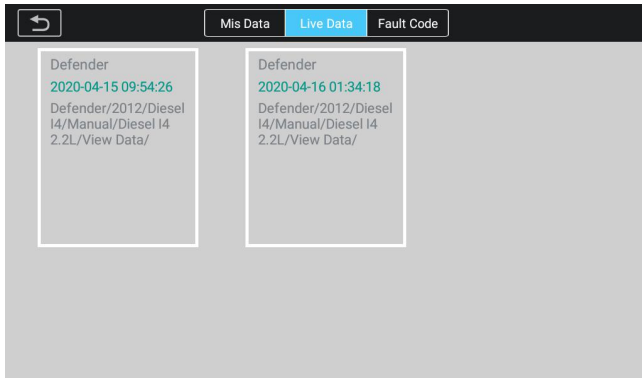 Mis Data Live Data Fault Code
Defender
2020-04-15 09:54:26
Defender/2012/Diesel
I4/Manual/Diesel I4
2.2L/View Data/
Defender
2020-04-16 01:34:18
Defender/2012/Diesel
I4/Manual/Diesel I4
2.2L/View Data/